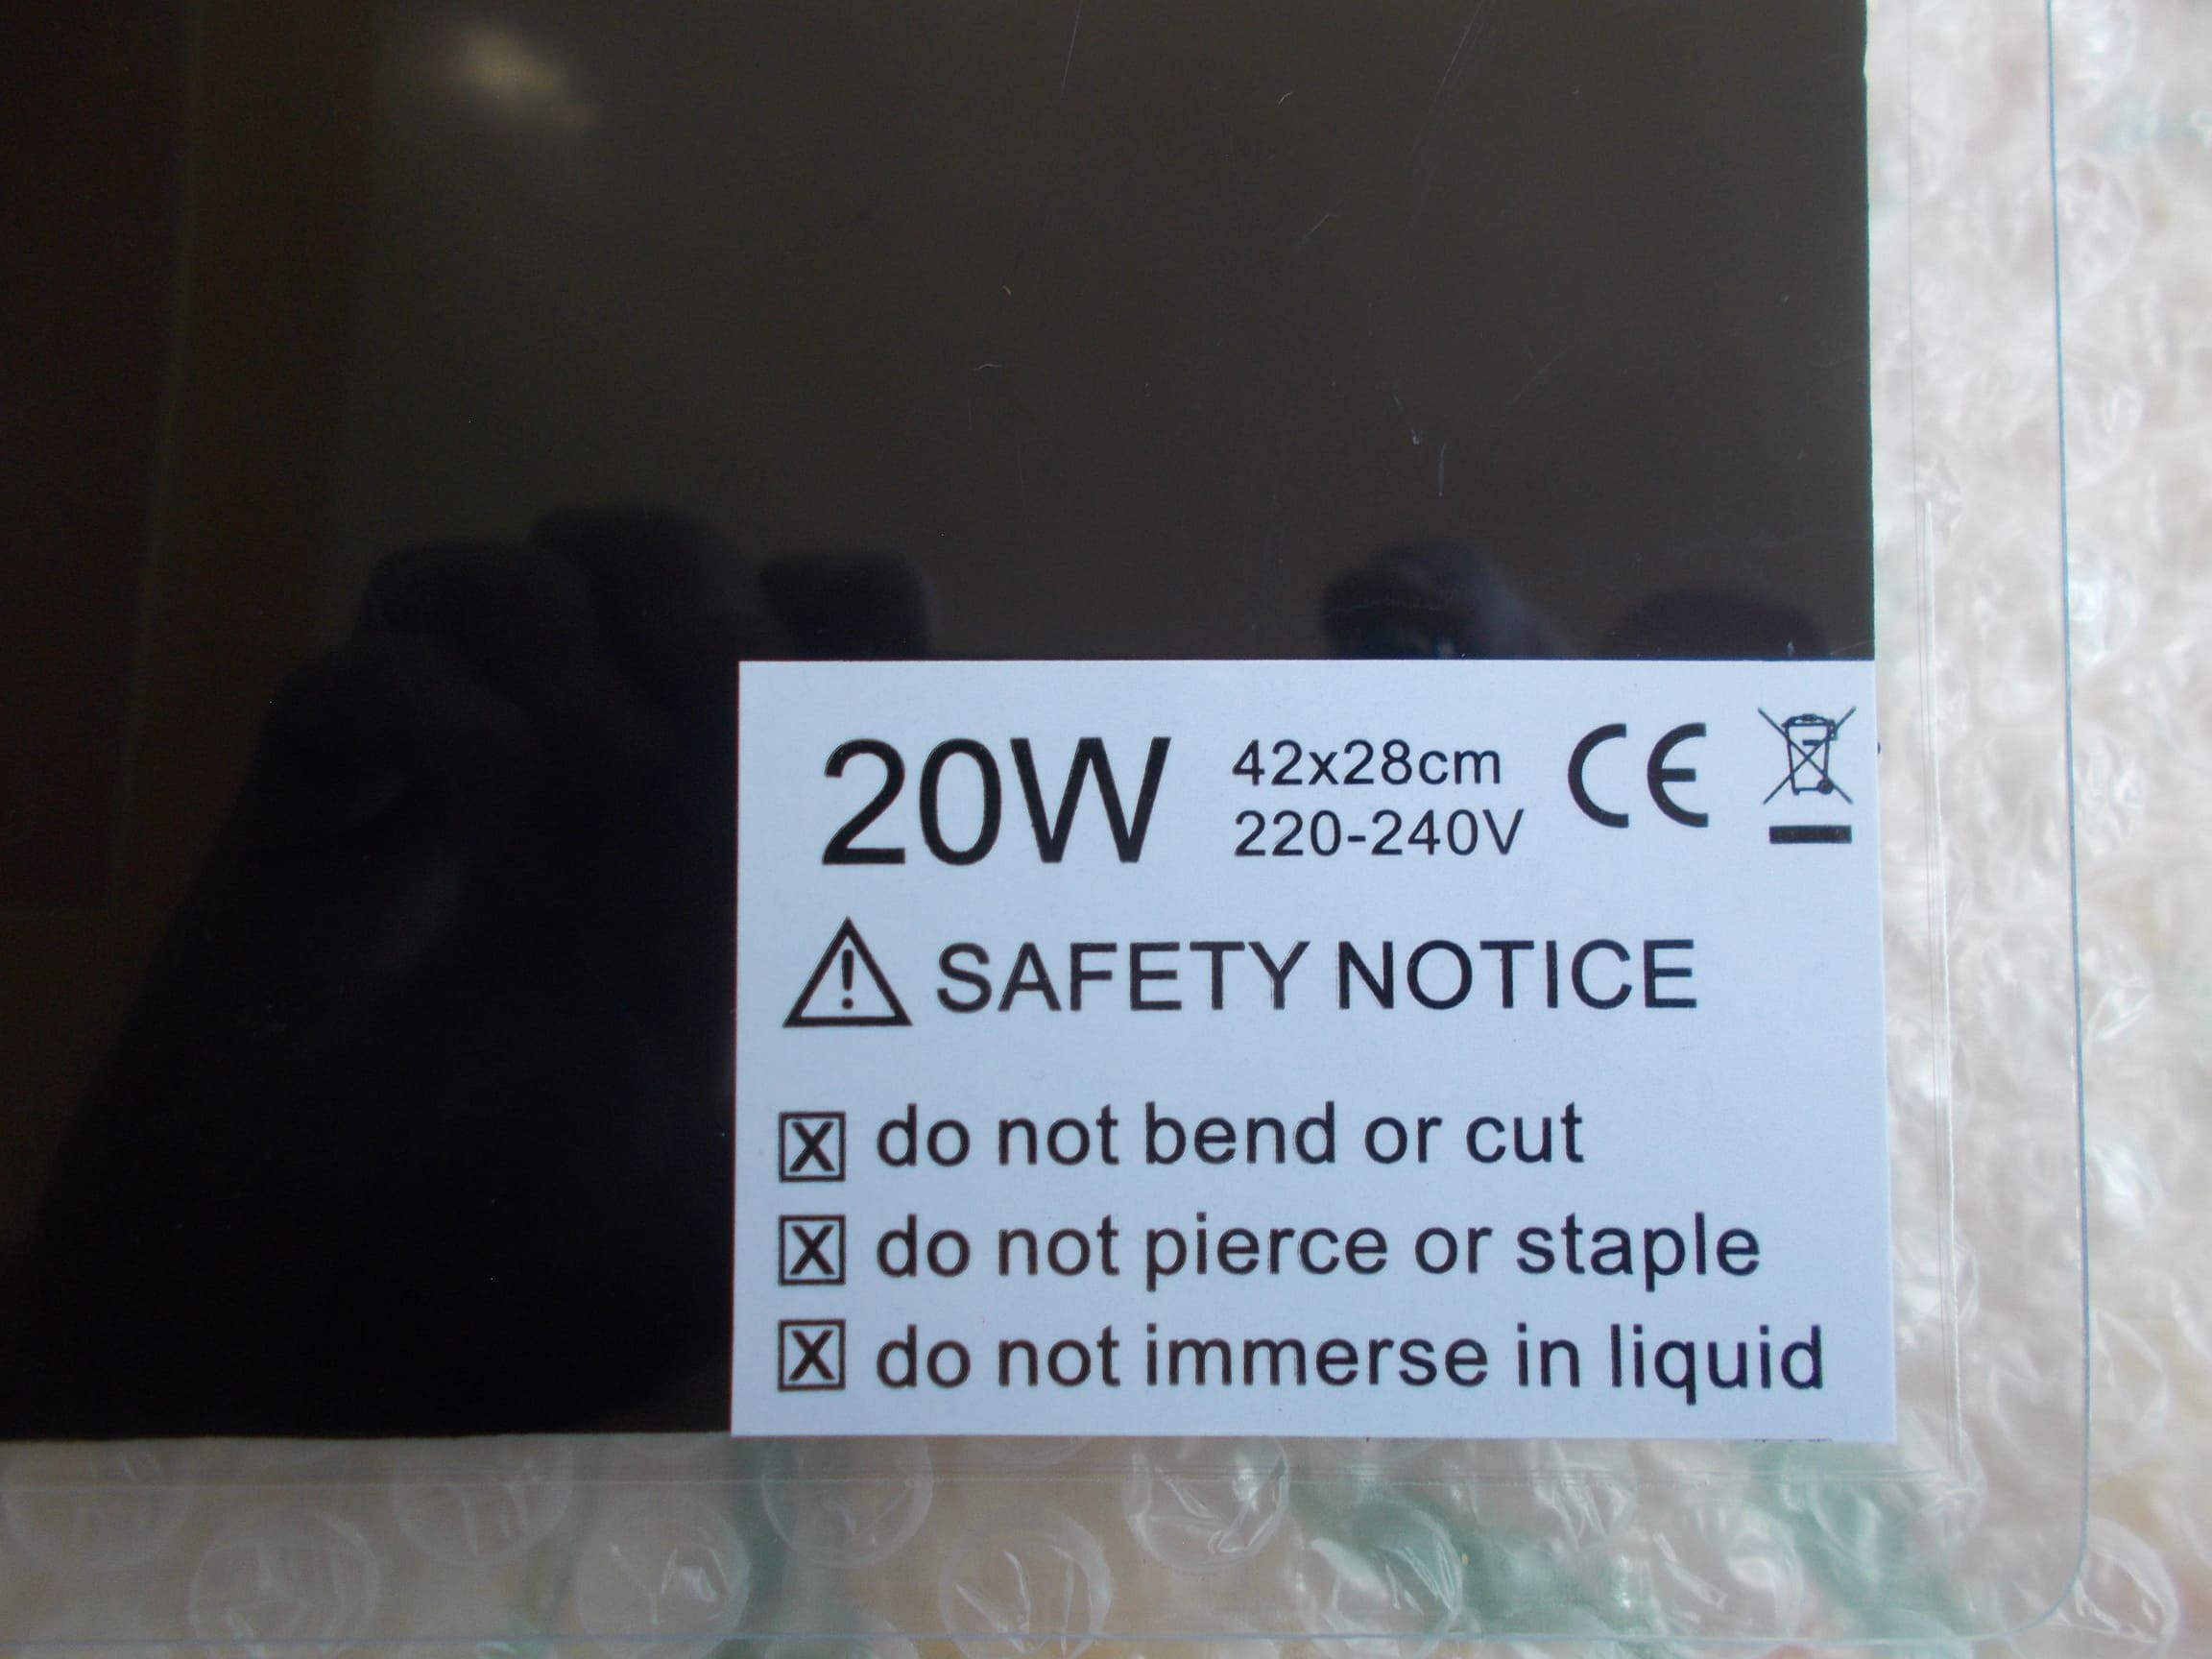 20W 42x28cm CE
220-240V
SAFETY NOTICE
X do not bend or cut
X do not pierce or staple
X do not immerse in liquid